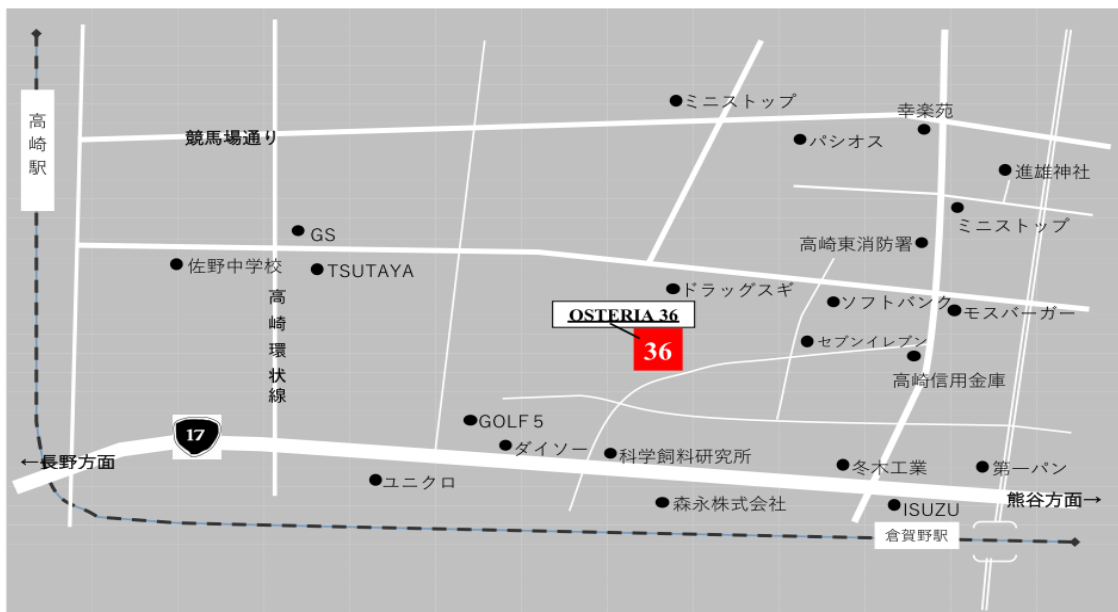 高崎駅
競馬場通り
ミニストップ
幸楽苑
パシオス
進雄神社
ミニストップ
GS
高崎東消防署
佐野中学校
TSUTAYA
高崎環状線
ドラッグスギ
ソフトバンク
モスバーガー
OSTERIA 36
36
セブンイレブン
高崎信用金庫
GOLF５
17
ダイソー
科学飼料研究所
←長野方面
冬木工業
第一パン
ユニクロ
森永株式会社
ISUZU
熊谷方面→
倉賀野駅